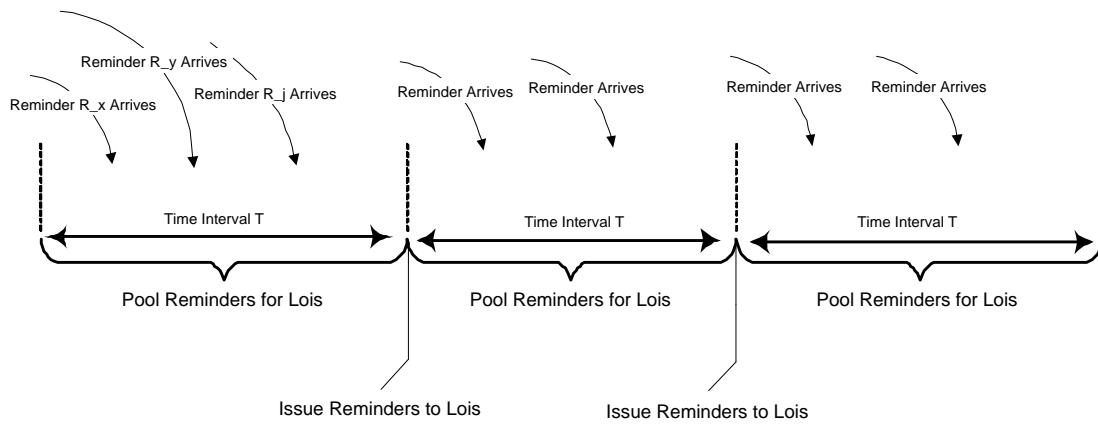 Reminder R_y Arrives
Reminder R_x Arrives
Reminder R_j Arrives
Reminder Arrives
Reminder Arrives
Reminder Arrives
Reminder Arrives
Time Interval T
Time Interval T
Time Interval T
Pool Reminders for Lois
Pool Reminders for Lois
Pool Reminders for Lois
Issue Reminders to Lois
Issue Reminders to Lois